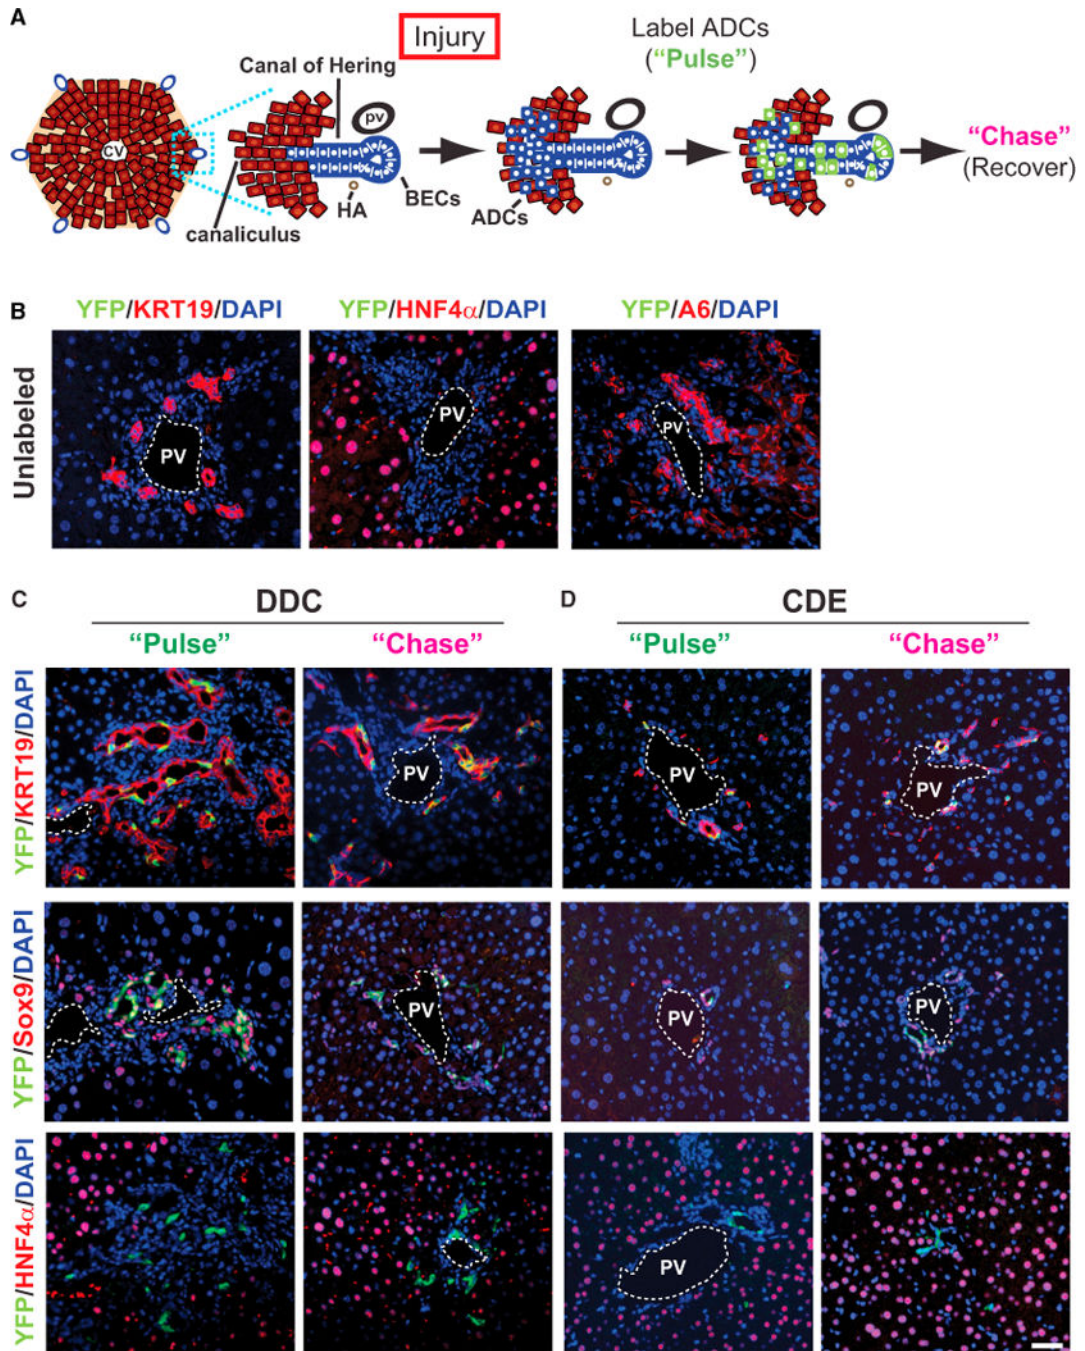 A
Injury
Label ADCs
("Pulse")
Canal of Hering
pv
CV
HA
BECs
canaliculus
ADCs
"Chase"
(Recover)
B
YFP/KRT19/DAPI
YFP/HNF4α/DAPI
YFP/A6/DAPI
Unlabeled
PV
PV
PV
C
DDC
D
CDE
"Pulse"
"Chase"
"Pulse"
"Chase"
YFP/KRT19/DAPI
PV
PV
PV
YFP/Sox9/DAPI
PV
PV
PV
YFP/HNF4α/DAPI
PV